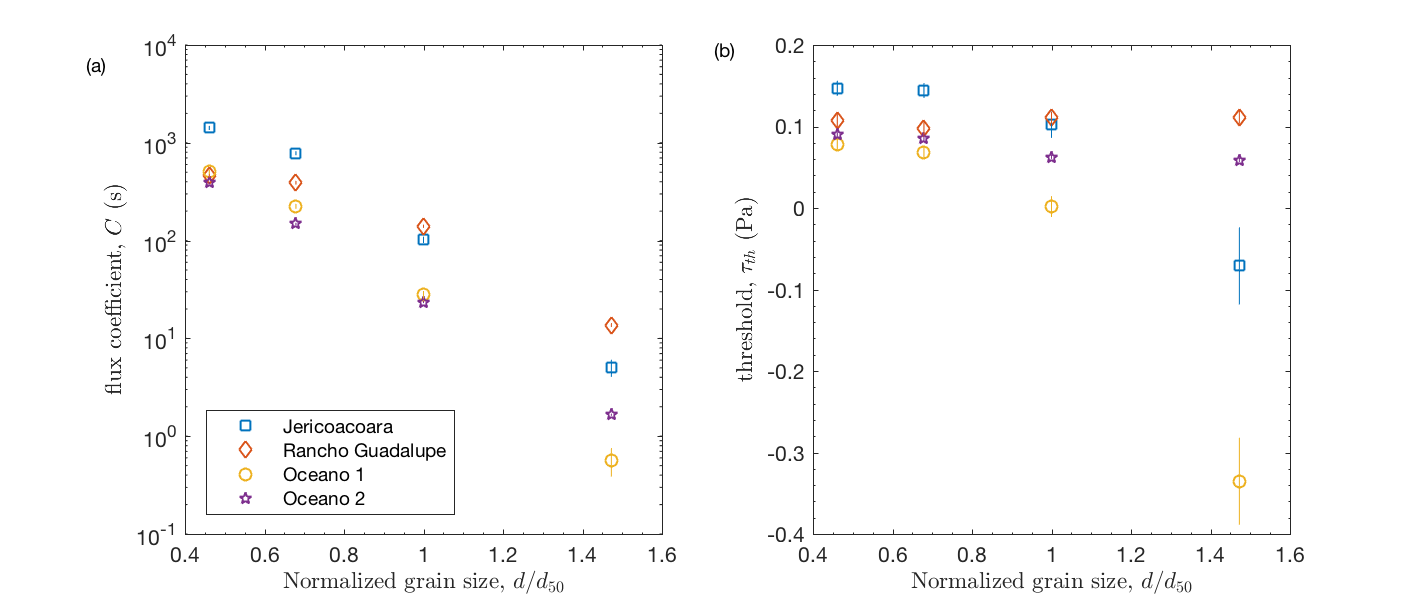 (a)
10^4
10^3
10^2
10^1
10^0
10^-1
flux coefficient, C (s)
Jericoacoara
Rancho Guadalupe
Oceano 1
Oceano 2
0.4 0.6 0.8 1 1.2 1.4 1.6
Normalized grain size, d/d_50
(b)
0.2
0.1
0
-0.1
-0.2
-0.3
-0.4
threshold, τ_th (Pa)
0.4 0.6 0.8 1 1.2 1.4 1.6
Normalized grain size, d/d_50